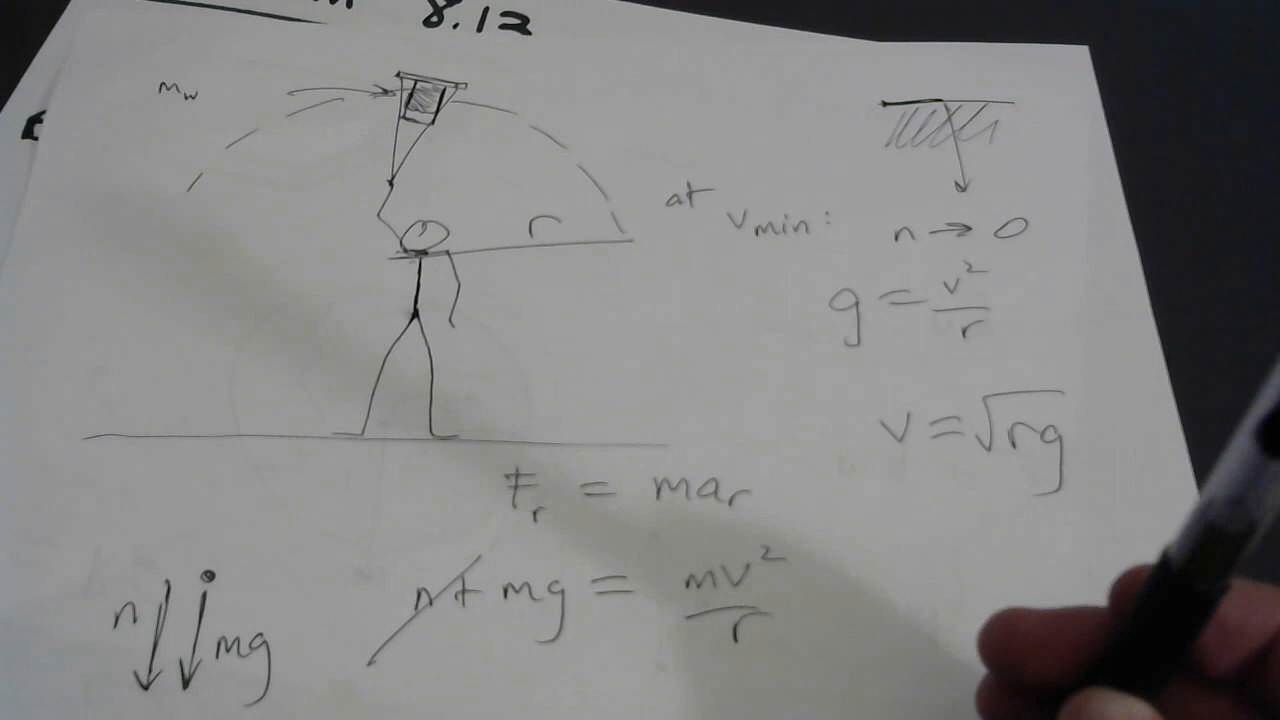 8.12
m_w
r
at v_min:
n → 0
g = v²/r
v = √rg
F_r = ma_r
n + mg = mv²/r
n
mg